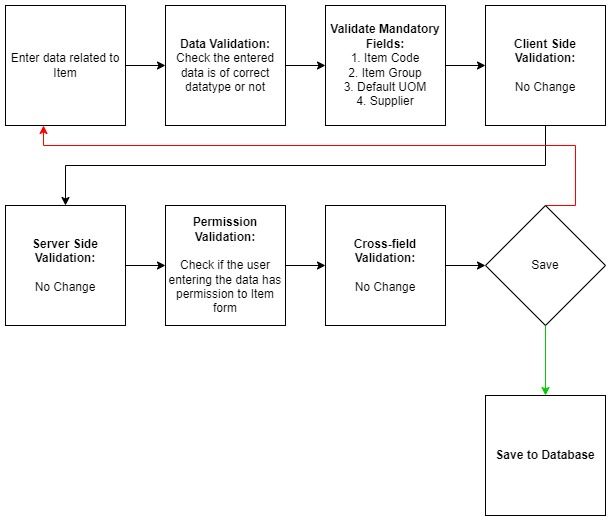 Enter data related to
Item
Data Validation:
Check the entered
data is of correct
datatype or not
Validate Mandatory
Fields:
1. Item Code
2. Item Group
3. Default UOM
4. Supplier
Client Side
Validation:
No Change
Server Side
Validation:
No Change
Permission
Validation:
Check if the user
entering the data has
permission to Item
form
Cross-field
Validation:
No Change
Save
Save to Database